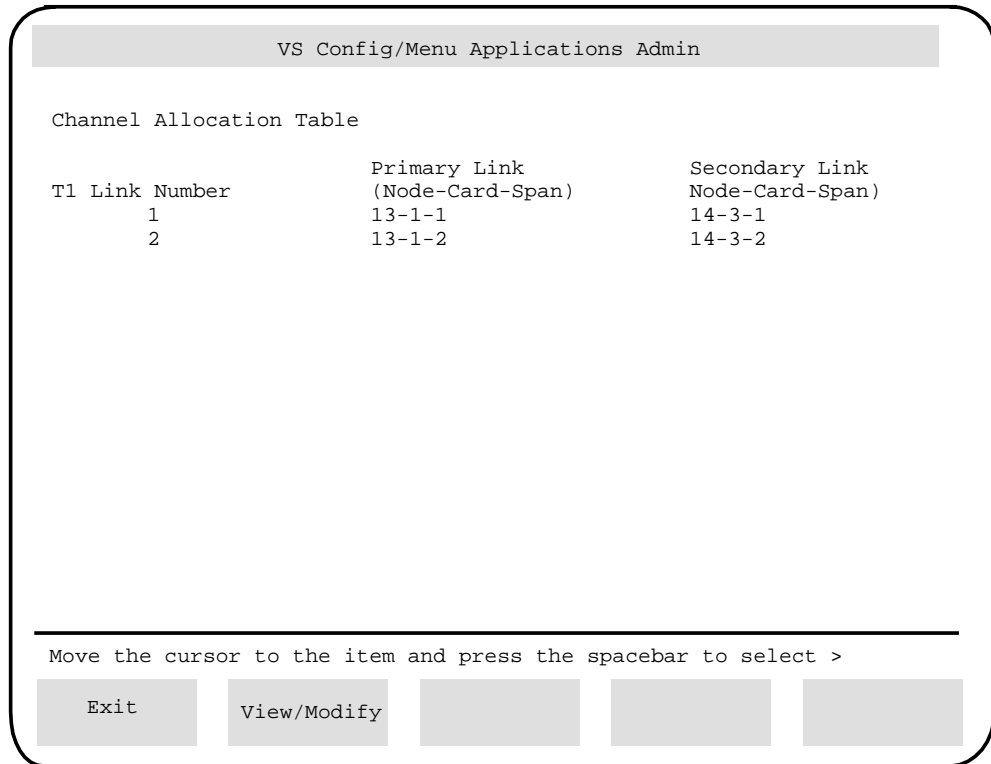 VS Config/Menu Applications Admin
Channel Allocation Table
Primary Link Secondary Link
T1 Link Number (Node-Card-Span) Node-Card-Span)
1 13-1-1 14-3-1
2 13-1-2 14-3-2
Move the cursor to the item and press the spacebar to select >
Exit View/Modify